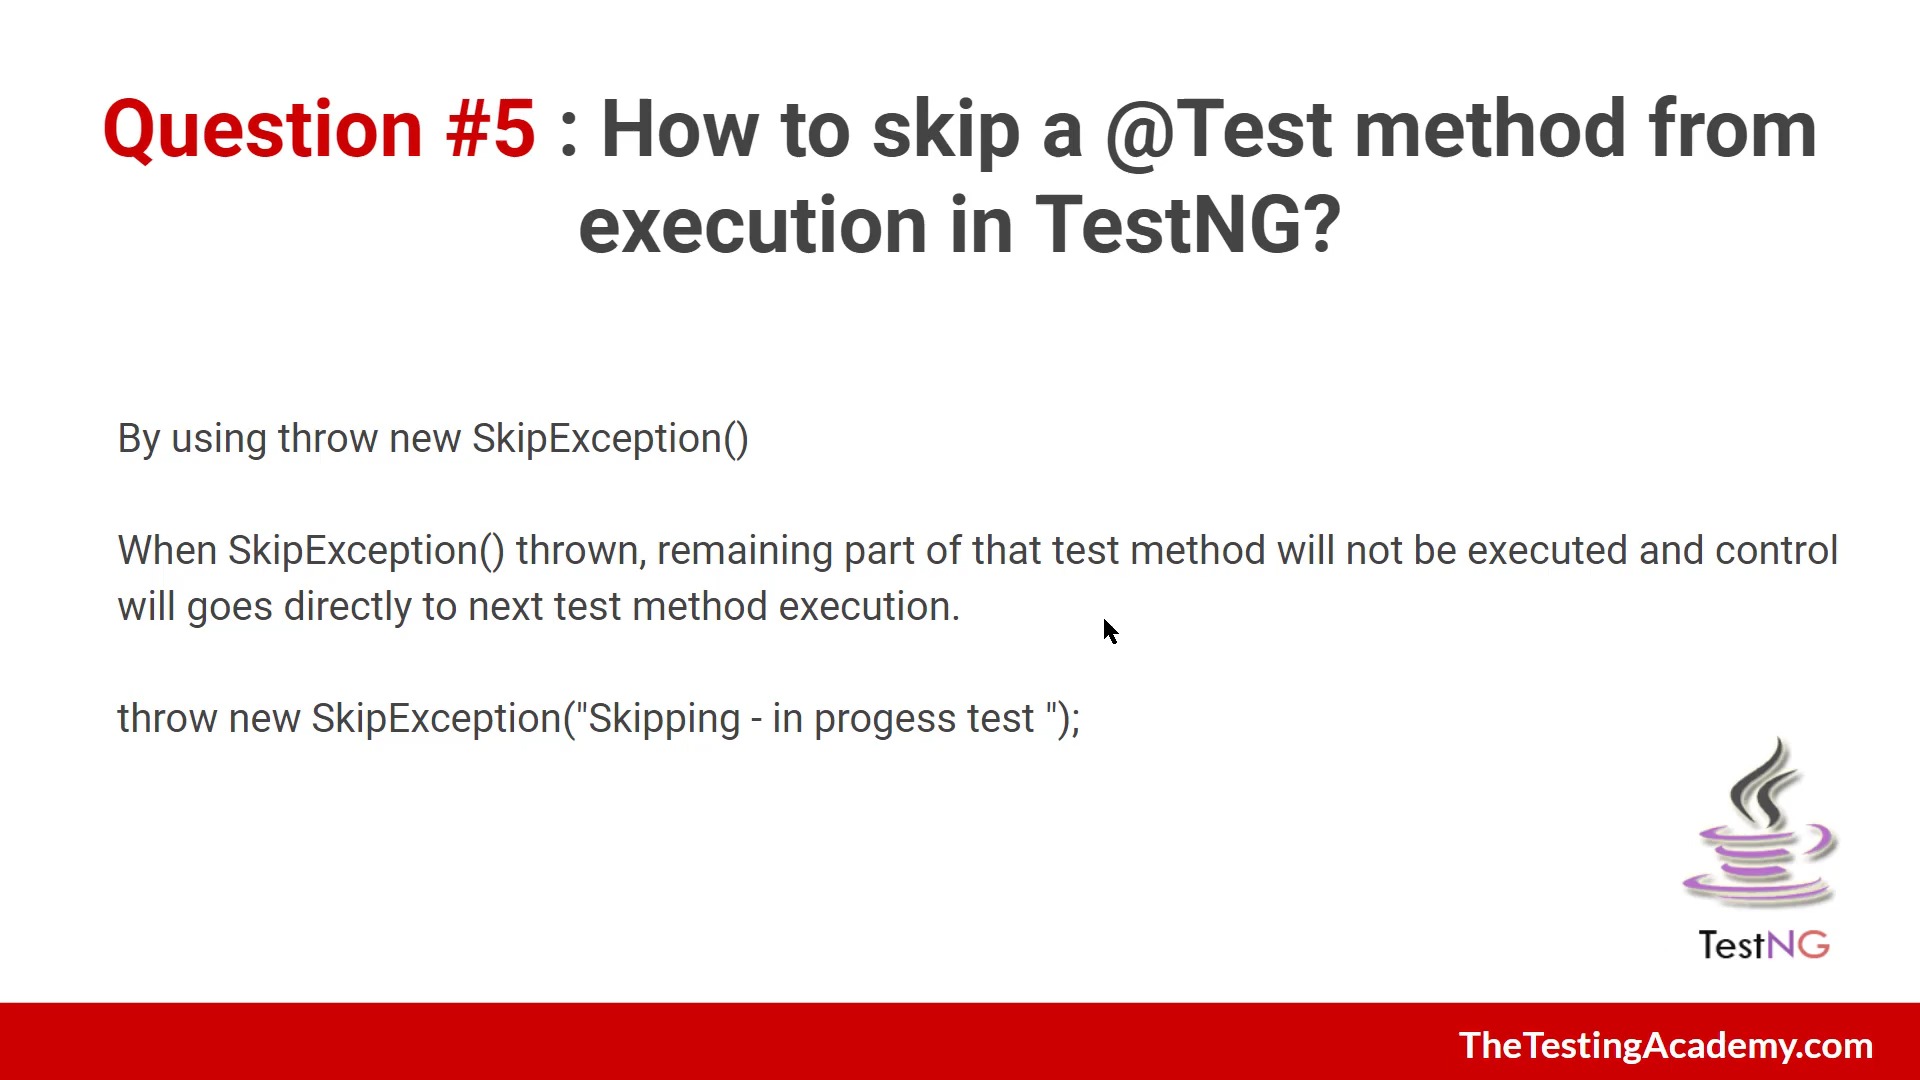 Question #5 : How to skip a @Test method from
execution in TestNG?
By using throw new SkipException()
When SkipException() thrown, remaining part of that test method will not be executed and control
will goes directly to next test method execution.
throw new SkipException("Skipping - in progess test ");
TestNG
TheTestingAcademy.com